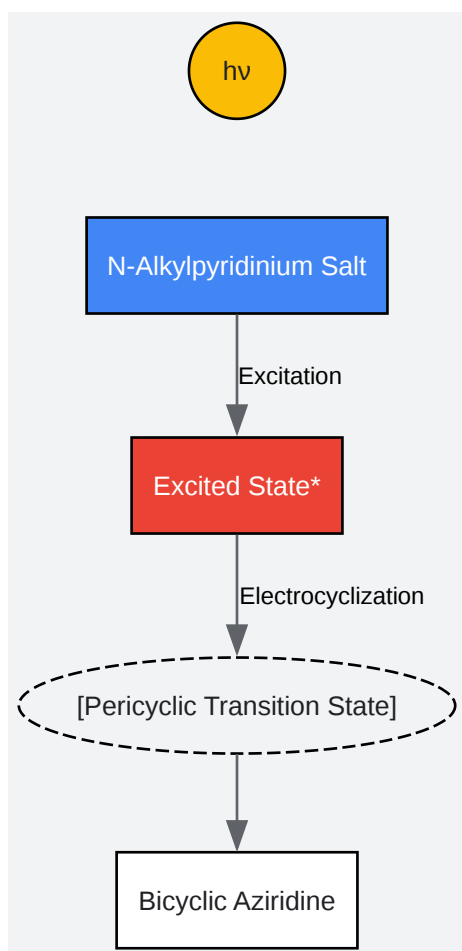 hν
N-Alkylpyridinium Salt
Excitation
Excited State*
Electrocyclization
[Pericyclic Transition State]
Bicyclic Aziridine